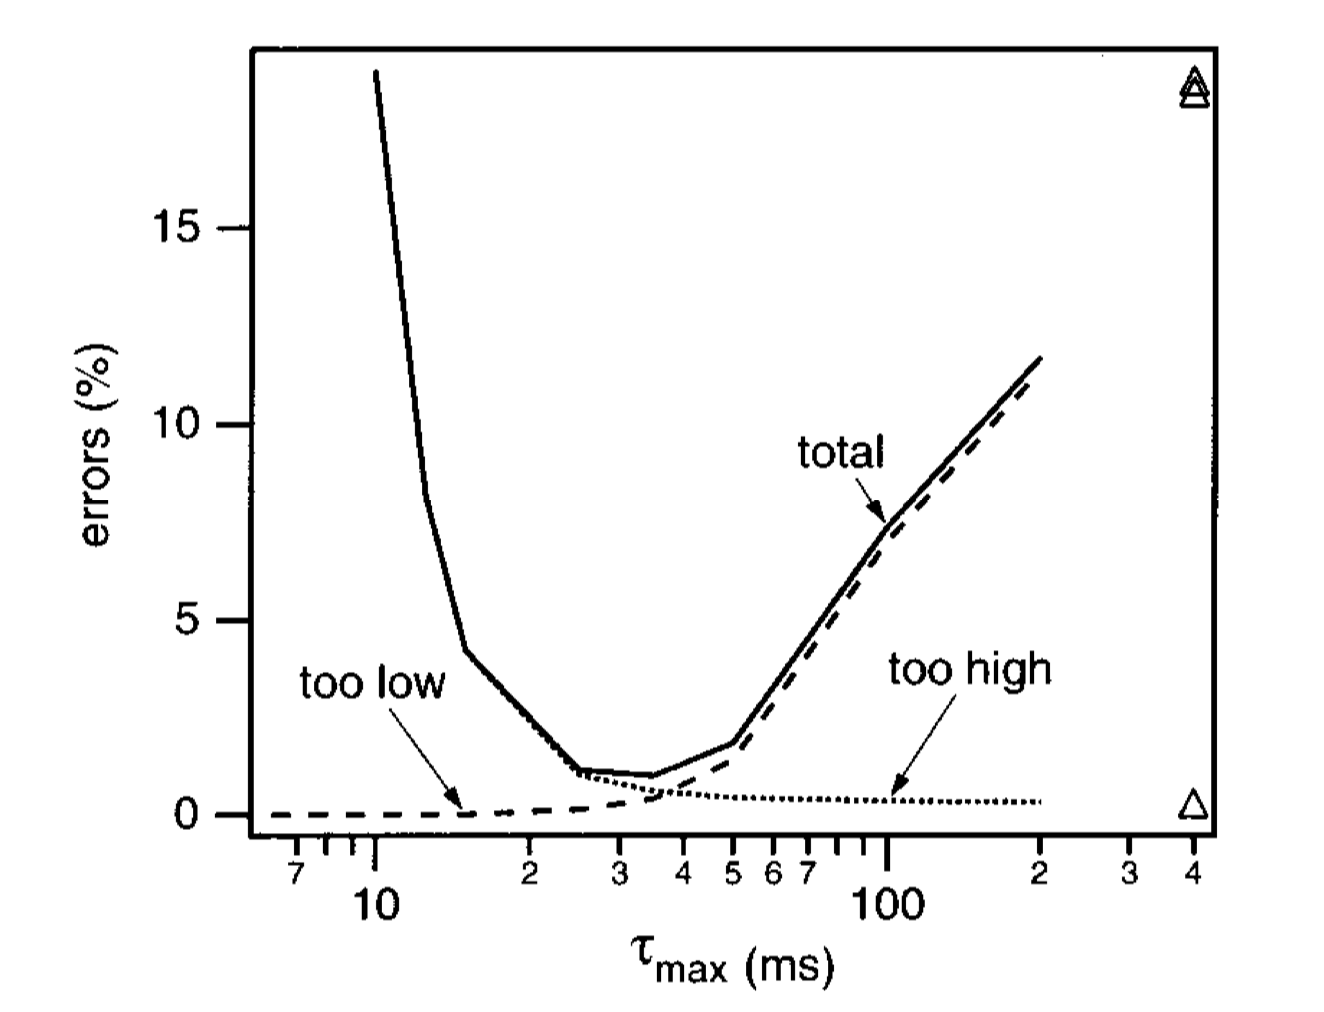 15
10
5
0
errors (%)
total
too low
too high
7 2 3 4 5 6 7 2 3 4
10 100
τmax (ms)